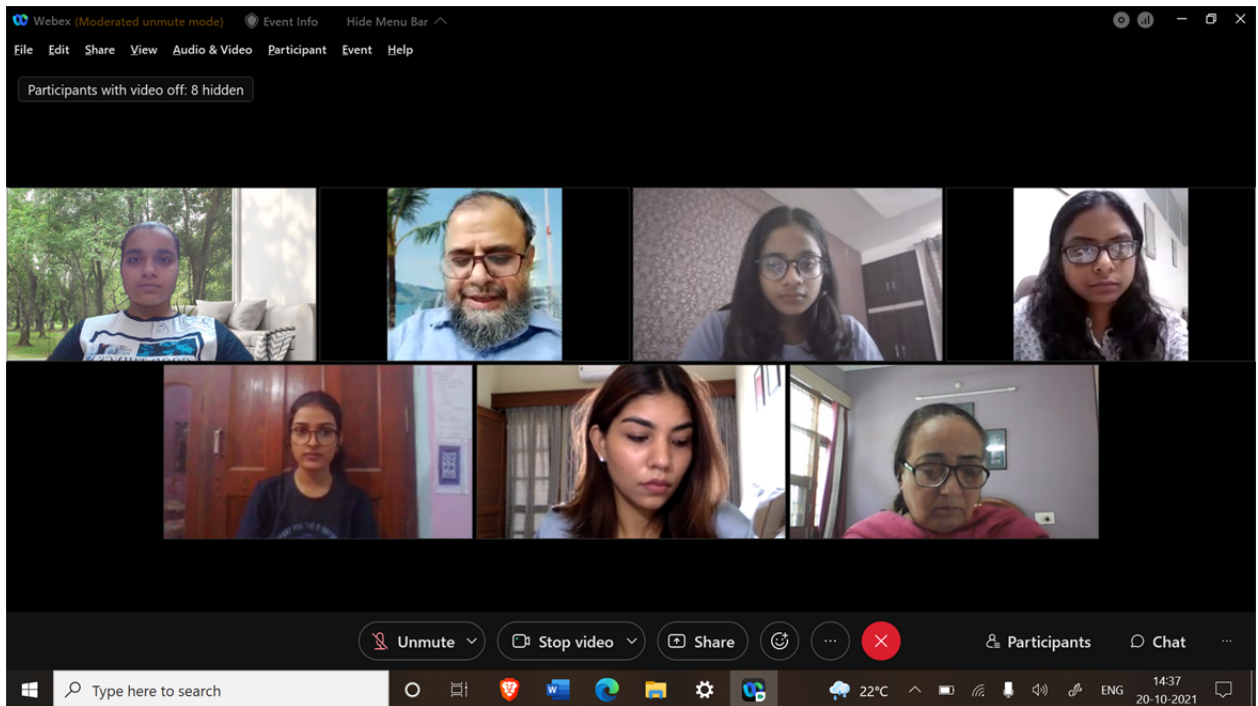 Webex (Moderated unmute mode) Event Info Hide Menu Bar
File Edit Share View Audio & Video Participant Event Help
Participants with video off: 8 hidden
Unmute Stop video Share Participants Chat
Type here to search
22°C ENG
14:37
20-10-2021